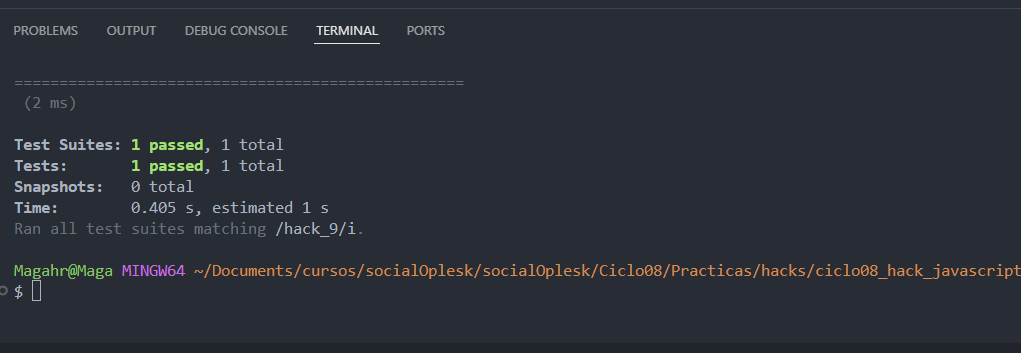 PROBLEMS OUTPUT DEBUG CONSOLE TERMINAL PORTS
==================================================
(2 ms)
Test Suites: 1 passed, 1 total
Tests: 1 passed, 1 total
Snapshots: 0 total
Time: 0.405 s, estimated 1 s
Ran all test suites matching /hack_9/i.
Magahr@Maga MINGW64 ~/Documents/cursos/socialOplesk/socialOplesk/Ciclo08/Practicas/hacks/ciclo08_hack_javascript
$